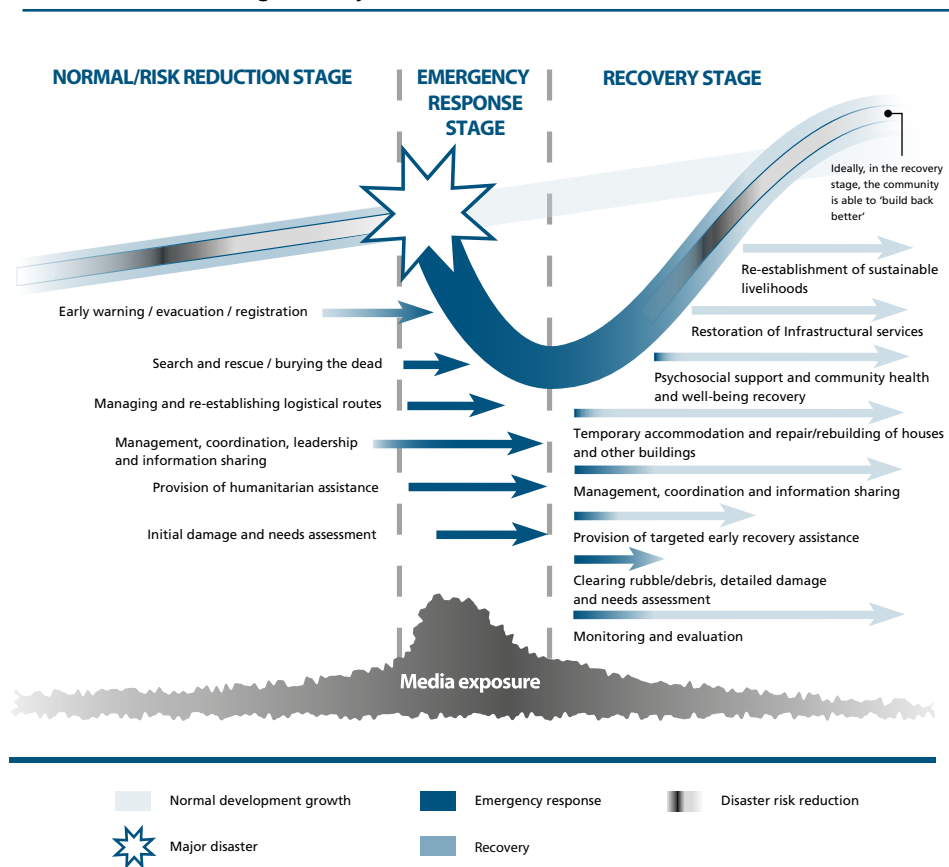 NORMAL/RISK REDUCTION STAGE
EMERGENCY
RESPONSE
STAGE
RECOVERY STAGE
Ideally, in the recovery
stage, the community
is able to ‘build back
better’
Re-establishment of sustainable
livelihoods
Early warning / evacuation / registration
Restoration of Infrastructural services
Search and rescue / burying the dead
Psychosocial support and community health
and well-being recovery
Managing and re-establishing logistical routes
Temporary accommodation and repair/rebuilding of houses
and other buildings
Management, coordination, leadership
and information sharing
Management, coordination and information sharing
Provision of humanitarian assistance
Provision of targeted early recovery assistance
Initial damage and needs assessment
Clearing rubble/debris, detailed damage
and needs assessment
Monitoring and evaluation
Media exposure
Normal development growth
Emergency response
Disaster risk reduction
Major disaster
Recovery